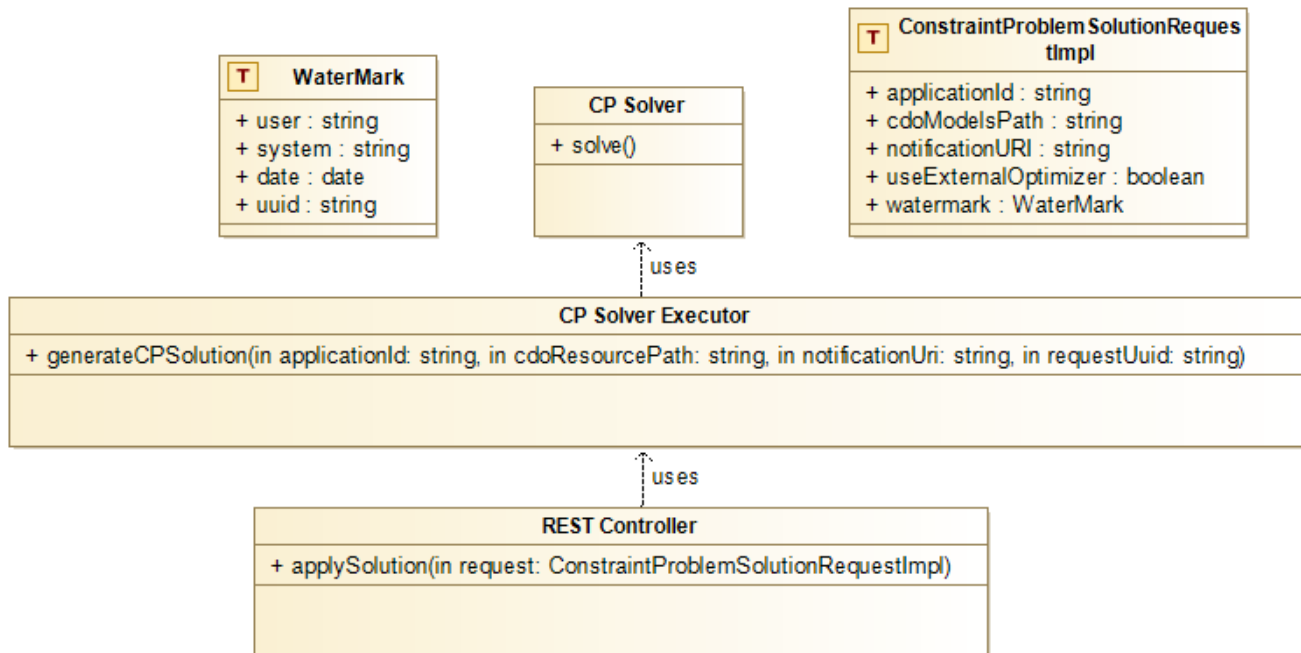 T WaterMark
+ user : string
+ system : string
+ date : date
+ uuid : string
CP Solver
+ solve()
T ConstraintProblemSolutionReques
tImpl
+ applicationId : string
+ cdoModelsPath : string
+ notificationURI : string
+ useExternalOptimizer : boolean
+ watermark : WaterMark
uses
CP Solver Executor
+ generateCPSolution(in applicationId: string, in cdoResourcePath: string, in notificationUri: string, in requestUuid: string)
uses
REST Controller
+ applySolution(in request: ConstraintProblemSolutionRequestImpl)